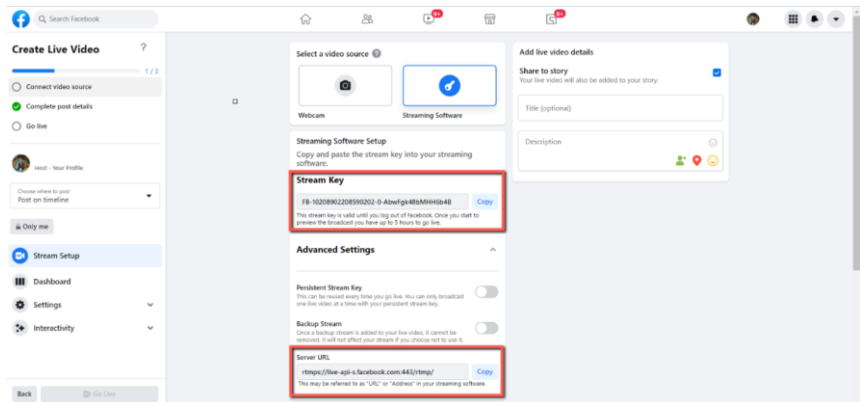 Search Facebook
9+
9+
Create Live Video
?
1 / 3
Connect video source
Complete post details
Go live
Host - Your Profile
Choose where to post
Post on timeline
Only me
Stream Setup
Dashboard
Settings
Interactivity
Back
Go Live
Select a video source
Webcam
Streaming Software
Streaming Software Setup
Copy and paste the stream key into your streaming
software.
Stream Key
Copy
This stream key is valid until you log out of Facebook. Once you start to
preview the broadcast you have up to 5 hours to go live.
Advanced Settings
Persistent Stream Key
This can be reused every time you go live. You can only broadcast
one live video at a time with your persistent stream key.
Backup Stream
Once a backup stream is added to your live video, it cannot be
removed. It will not affect your stream if you choose not to use it.
Server URL
rtmps://live-api-s.facebook.com:443/rtmp/
Copy
This may be referred to as "URL" or "Address" in your streaming software.
Add live video details
Share to story
Your live video will also be added to your story.
Title (optional)
Description